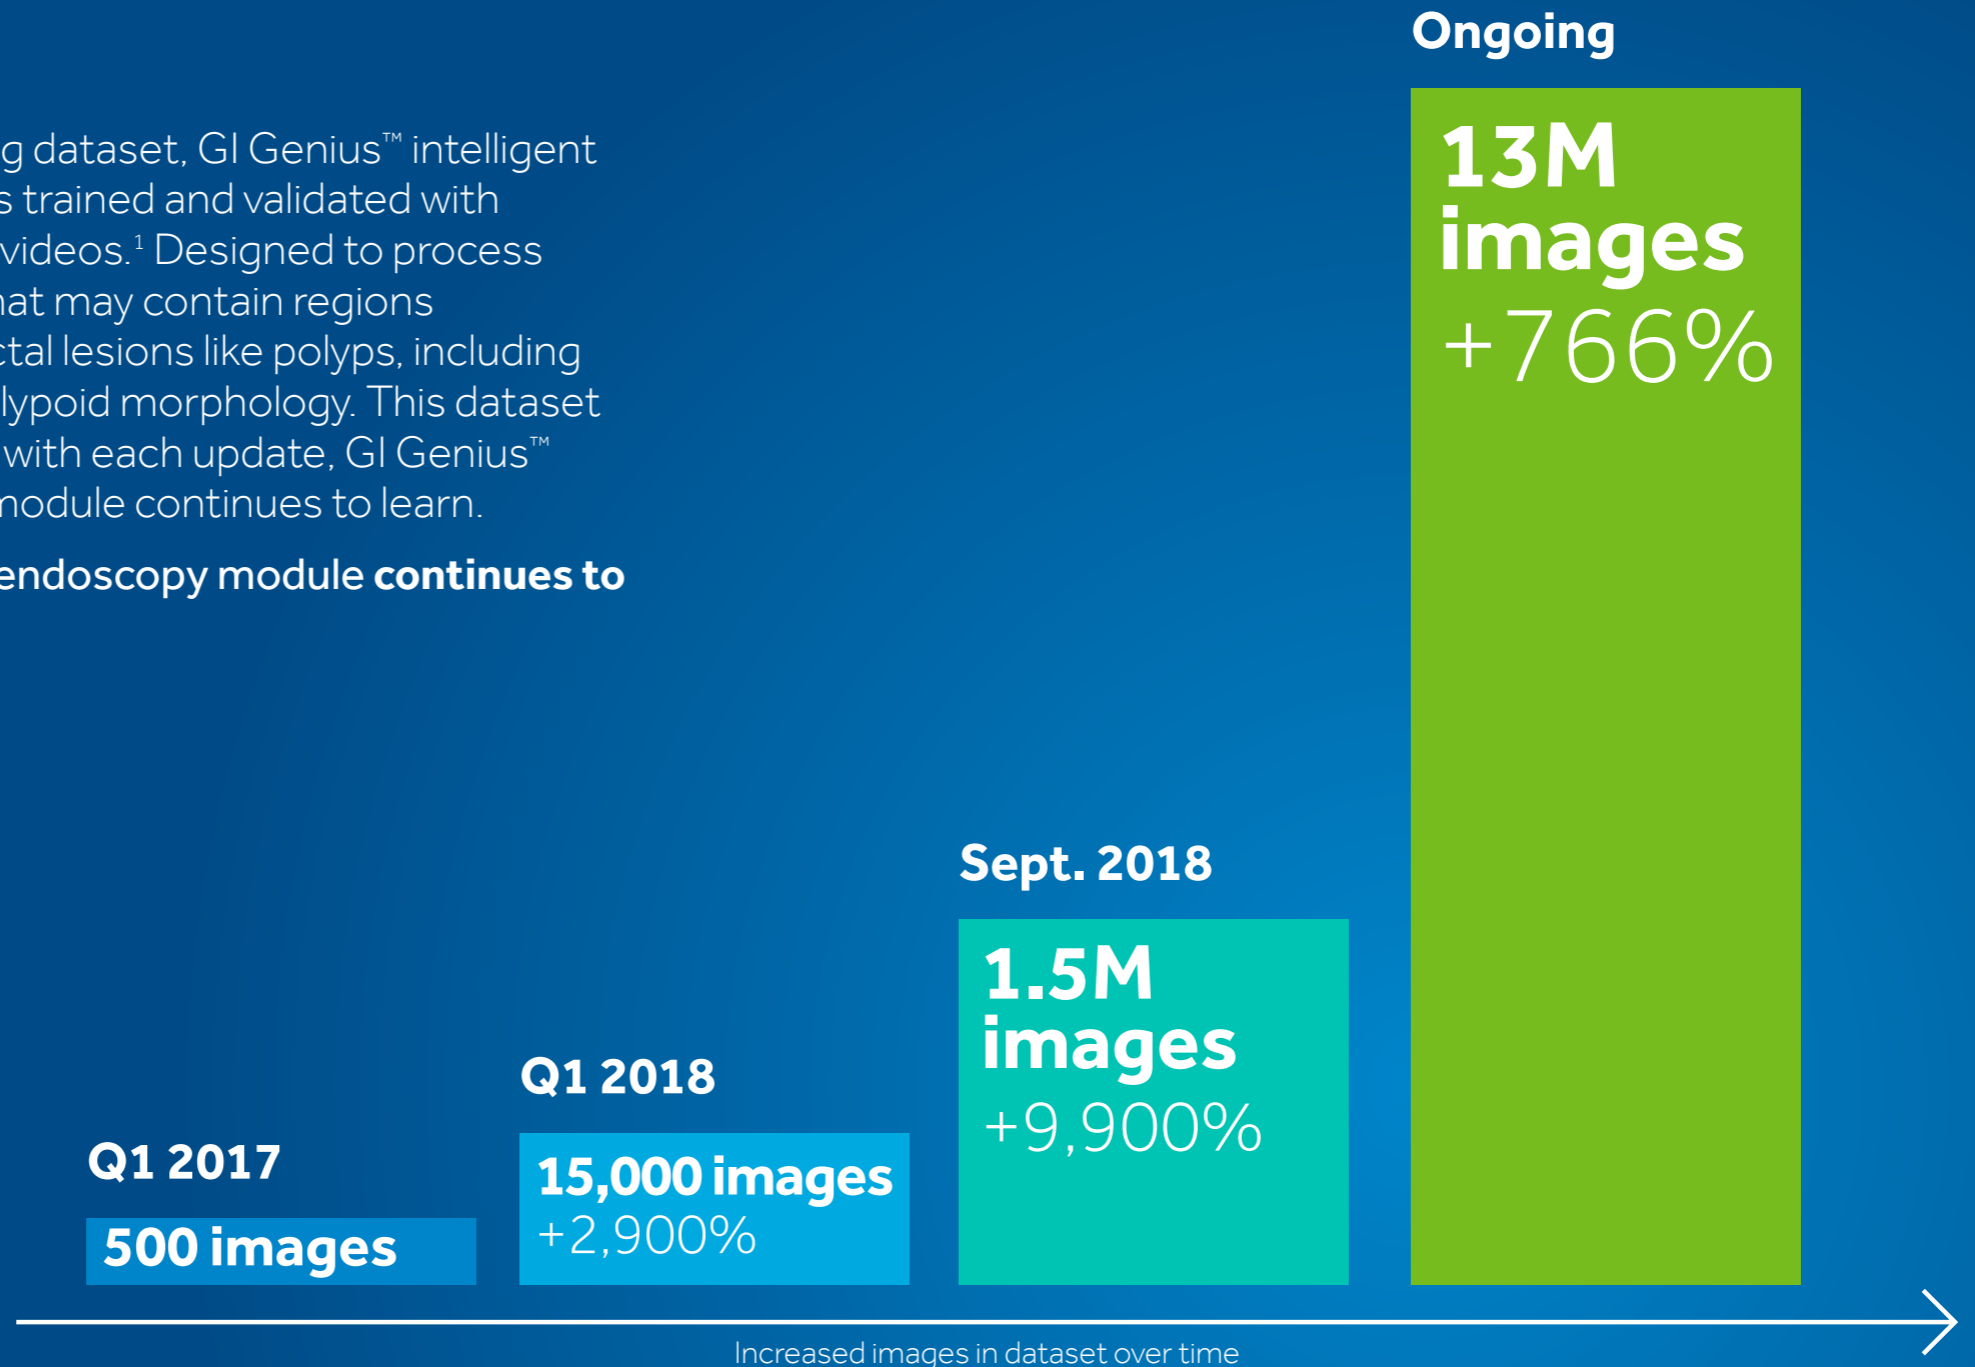 g dataset, GI Genius™ intelligent
s trained and validated with
videos.¹ Designed to process
hat may contain regions
ctal lesions like polyps, including
lypoid morphology. This dataset
with each update, GI Genius™
module continues to learn.
endoscopy module continues to
Ongoing
13M
images
+766%
Sept. 2018
1.5M
images
+9,900%
Q1 2018
15,000 images
+2,900%
Q1 2017
500 images
Increased images in dataset over time